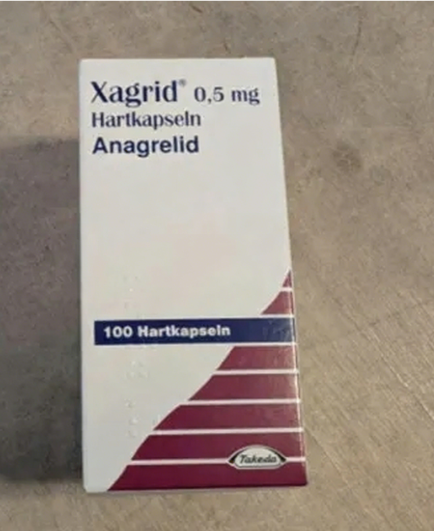 Xagrid® 0,5 mg
Hartkapseln
Anagrelid
100 Hartkapseln
Takeda